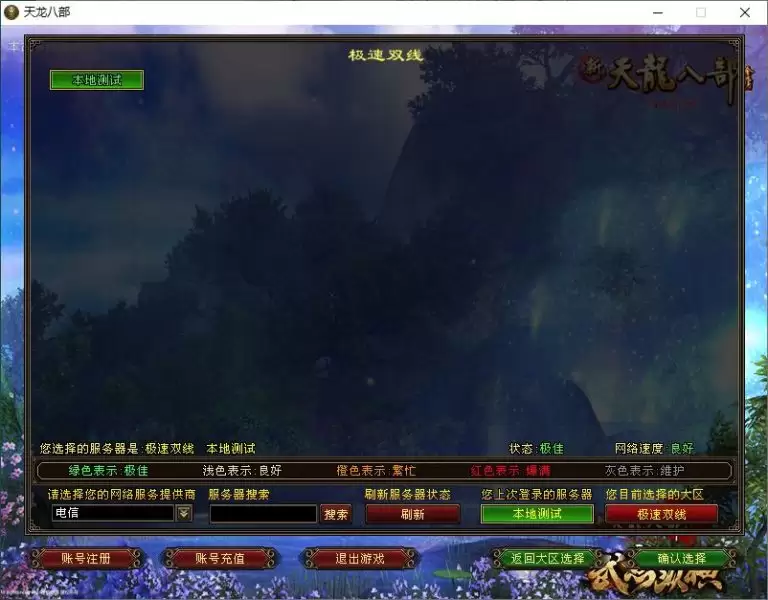 天龙八部
极速双线
本地测试
新天龍八部
您选择的服务器是:极速双线 本地测试 状态:极佳 网络速度:良好
绿色表示:极佳 浅色表示:良好 橙色表示:繁忙 红色表示:爆满 灰色表示:维护
请选择您的网络服务提供商 服务器搜索 刷新服务器状态 您上次登录的服务器 您目前选择的大区
电信 搜索 刷新 本地测试 极速双线
账号注册 账号充值 退出游戏 返回大区选择 确认选择